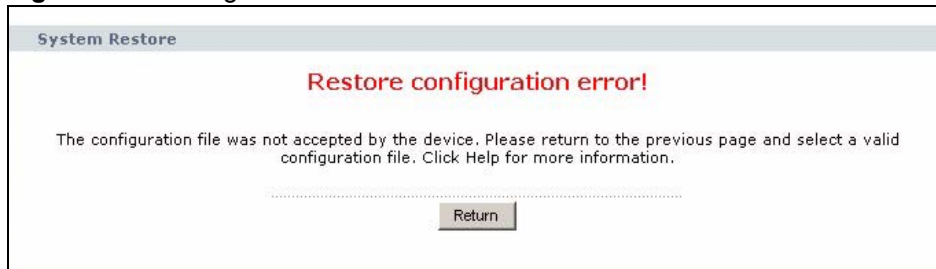 System Restore
Restore configuration error!
The configuration file was not accepted by the device. Please return to the previous page and select a valid
configuration file. Click Help for more information.
Return